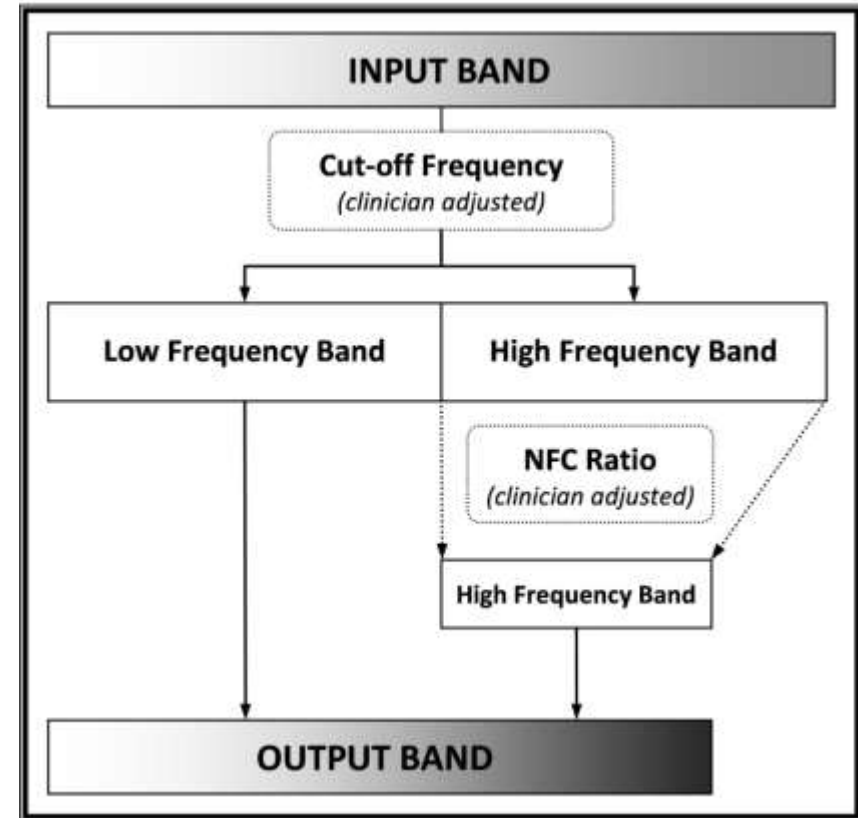 INPUT BAND
Cut-off Frequency
(clinician adjusted)
Low Frequency Band
High Frequency Band
NFC Ratio
(clinician adjusted)
High Frequency Band
OUTPUT BAND